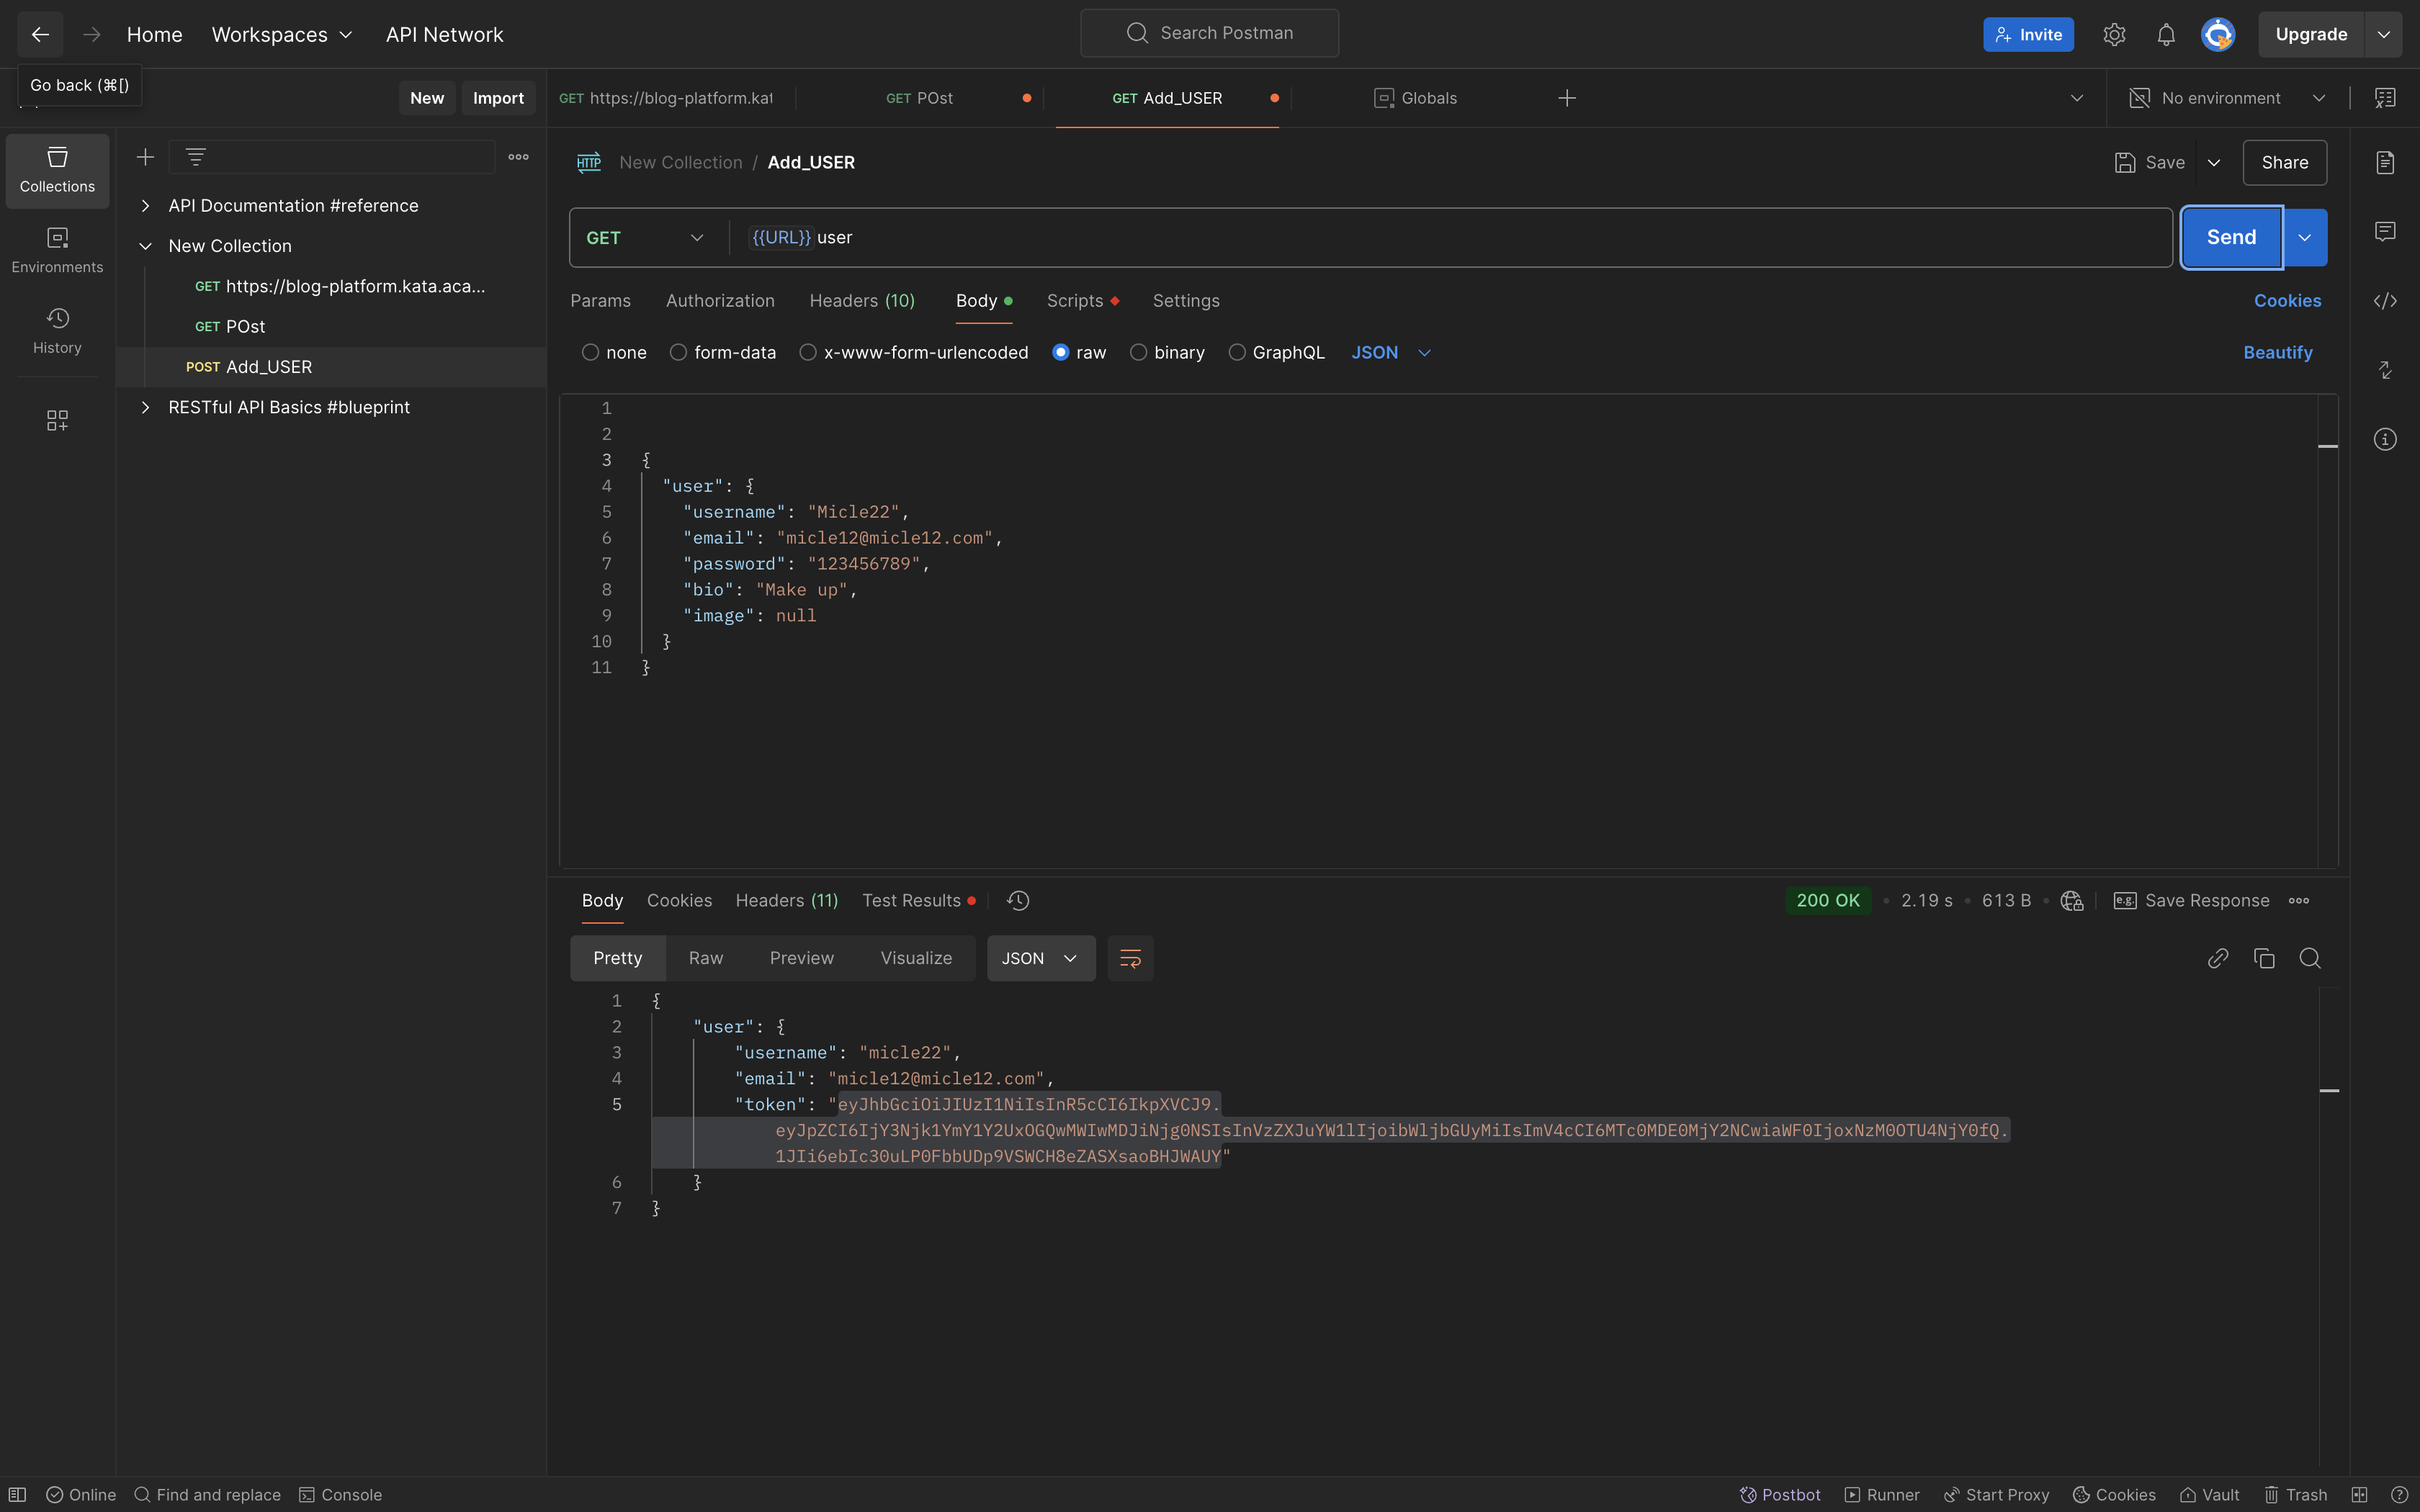 Home Workspaces API Network Search Postman Invite Upgrade
Go back (⌘[)
New Import GET https://blog-platform.kat GET POst GET Add_USER Globals No environment
Collections
Environments
History
API Documentation #reference
New Collection
GET https://blog-platform.kata.aca...
GET POst
POST Add_USER
RESTful API Basics #blueprint
HTTP New Collection / Add_USER Save Share
GET {{URL}} user Send
Params Authorization Headers (10) Body Scripts Settings Cookies
none form-data x-www-form-urlencoded raw binary GraphQL JSON Beautify
1
2
3 {
4 "user": {
5 "username": "Micle22",
6 "email": "micle12@micle12.com",
7 "password": "123456789",
8 "bio": "Make up",
9 "image": null
10 }
11 }
Body Cookies Headers (11) Test Results 200 OK • 2.19 s • 613 B • e.g. Save Response
Pretty Raw Preview Visualize JSON
1 {
2 "user": {
3 "username": "micle22",
4 "email": "micle12@micle12.com",
5 "token": "eyJhbGciOiJIUzI1NiIsInR5cCI6IkpXVCJ9.
eyJpZCI6IjY3Njk1YmY1Y2UxOGQwMWIwMDJiNjg0NSIsInVzZXJuYW1lIjoibWljbGUyMiIsImV4cCI6MTc0MDE0MjY2NCwiaWF0IjoxNzM0OTU4NjY0fQ.
1JIi6ebIc30uLP0FbbUDp9VSWCH8eZASXsaoBHJWAUY"
6 }
7 }
Online Find and replace Console Postbot Runner Start Proxy Cookies Vault Trash